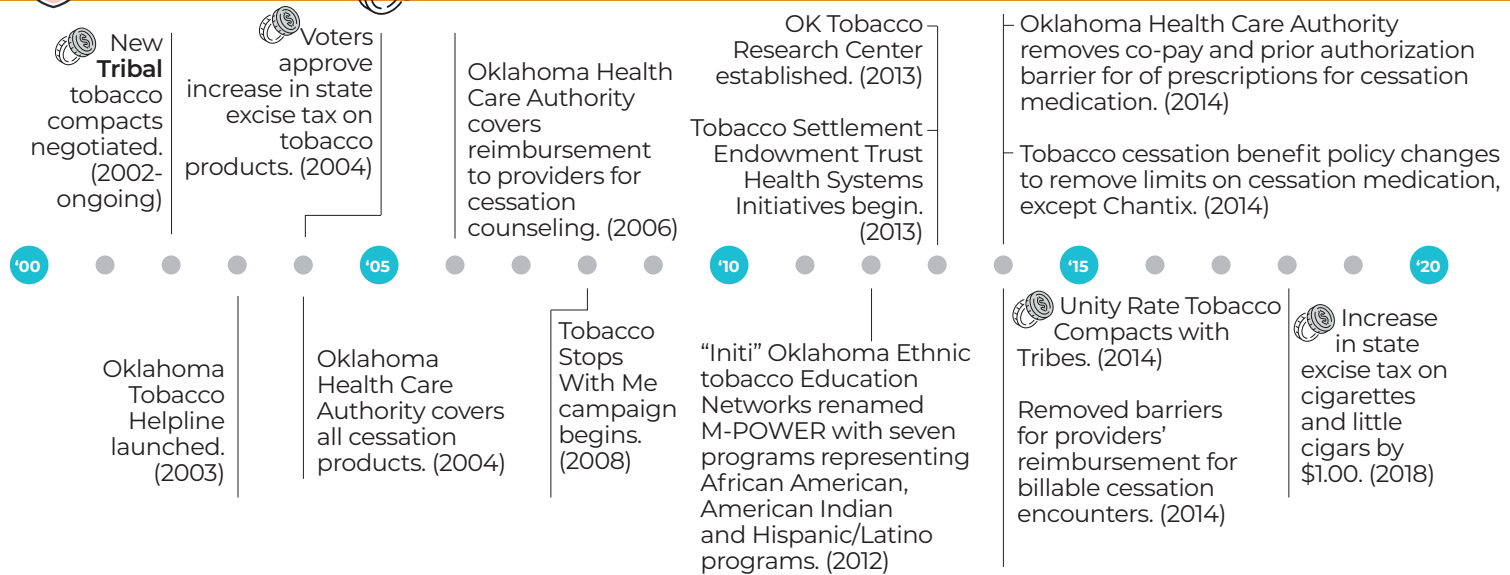 New
Tribal
tobacco
compacts
negotiated.
(2002-
ongoing)
Voters
approve
increase in state
excise tax on
tobacco
products. (2004)
Oklahoma Health
Care Authority
covers
reimbursement
to providers for
cessation
counseling. (2006)
OK Tobacco
Research Center
established. (2013)
Tobacco Settlement
Endowment Trust
Health Systems
Initiatives begin.
(2013)
Oklahoma Health Care Authority
removes co-pay and prior authorization
barrier for of prescriptions for cessation
medication. (2014)
Tobacco cessation benefit policy changes
to remove limits on cessation medication,
except Chantix. (2014)
‘00 ‘05 ‘10 ‘15 ‘20
Oklahoma
Tobacco
Helpline
launched.
(2003)
Oklahoma
Health Care
Authority covers
all cessation
products. (2004)
Tobacco
Stops
With Me
campaign
begins.
(2008)
“Initi” Oklahoma Ethnic
tobacco Education
Networks renamed
M-POWER with seven
programs representing
African American,
American Indian
and Hispanic/Latino
programs. (2012)
Unity Rate Tobacco
Compacts with
Tribes. (2014)
Removed barriers
for providers’
reimbursement for
billable cessation
encounters. (2014)
Increase
in state
excise tax on
cigarettes
and little
cigars by
$1.00. (2018)